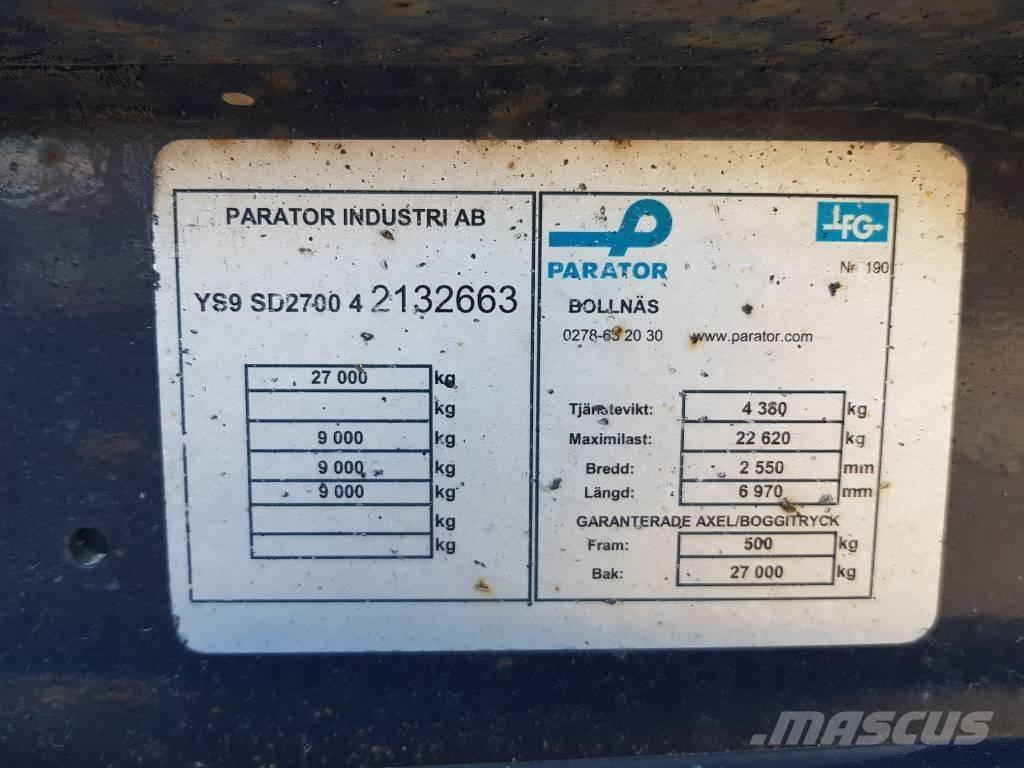 PARATOR INDUSTRI AB
YS9 SD2700 4 2132663
27 000 kg
kg
9 000 kg
9 000 kg
9 000 kg
kg
kg
PARATOR
LFG
Nr 190
BOLLNÄS
0278-63 20 30 www.parator.com
Tjänstevikt: 4 380 kg
Maximilast: 22 620 kg
Bredd: 2 550 mm
Längd: 6 970 mm
GARANTERADE AXEL/BOGGITRYCK
Fram: 500 kg
Bak: 27 000 kg
MASCUS